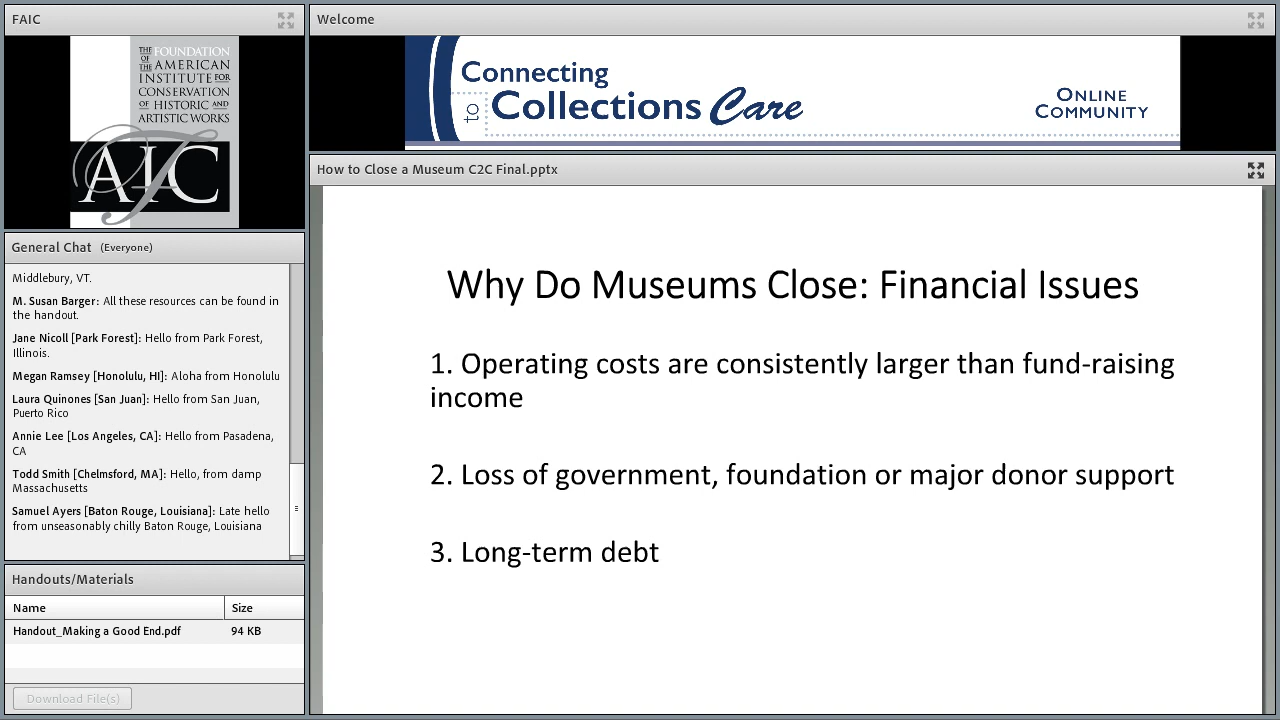 FAIC
THE FOUNDATION
OF THE AMERICAN
INSTITUTE FOR
CONSERVATION
OF HISTORIC AND
ARTISTIC WORKS
AIC
General Chat (Everyone)
Middlebury, VT.
M. Susan Barger: All these resources can be found in
the handout.
Jane Nicoll [Park Forest]: Hello from Park Forest,
Illinois.
Megan Ramsey [Honolulu, HI]: Aloha from Honolulu
Laura Quinones [San Juan]: Hello from San Juan,
Puerto Rico
Annie Lee [Los Angeles, CA]: Hello from Pasadena,
CA
Todd Smith [Chelmsford, MA]: Hello, from damp
Massachusetts
Samuel Ayers [Baton Rouge, Louisiana]: Late hello
from unseasonably chilly Baton Rouge, Louisiana
Handouts/Materials
Name Size
Handout_Making a Good End.pdf 94 KB
Download File(s)
Welcome
Connecting
to Collections Care
ONLINE
COMMUNITY
How to Close a Museum C2C Final.pptx
Why Do Museums Close: Financial Issues
1. Operating costs are consistently larger than fund-raising
income
2. Loss of government, foundation or major donor support
3. Long-term debt